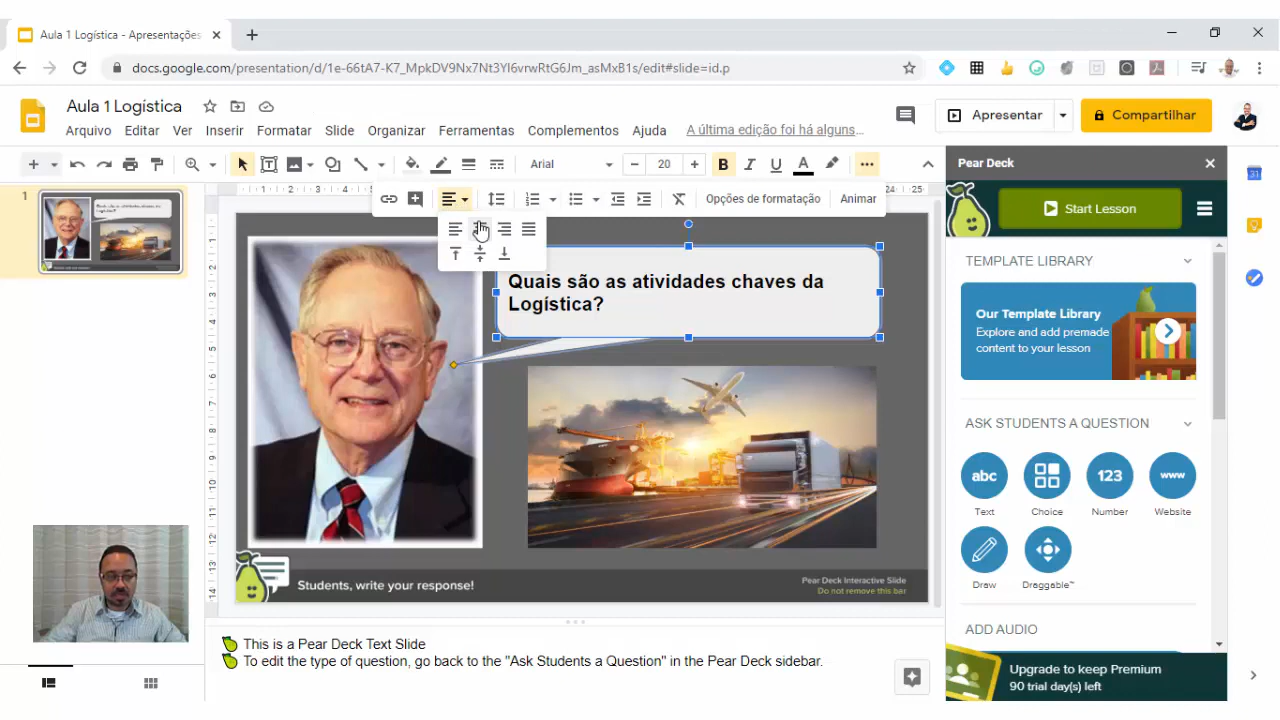 Aula 1 Logística - Apresentações
docs.google.com/presentation/d/1e-66tA7-K7_MpkDV9Nx7Nt3Yl6vrwRtG6Jm_asMxB1s/edit#slide=id.p
Aula 1 Logística
Arquivo Editar Ver Inserir Formatar Slide Organizar Ferramentas Complementos Ajuda A última edição foi há alguns...
Apresentar
Compartilhar
Arial
20
B I U A
Opções de formatação
Animar
1
Quais são as atividades chaves da
Logística?
Students, write your response!
Pear Deck Interactive Slide
Do not remove this bar
This is a Pear Deck Text Slide
To edit the type of question, go back to the "Ask Students a Question" in the Pear Deck sidebar.
Pear Deck
Start Lesson
TEMPLATE LIBRARY
Our Template Library
Explore and add premade
content to your lesson
ASK STUDENTS A QUESTION
abc
123
www
Text
Choice
Number
Website
Draw
Draggable™
ADD AUDIO
Upgrade to keep Premium
90 trial day(s) left